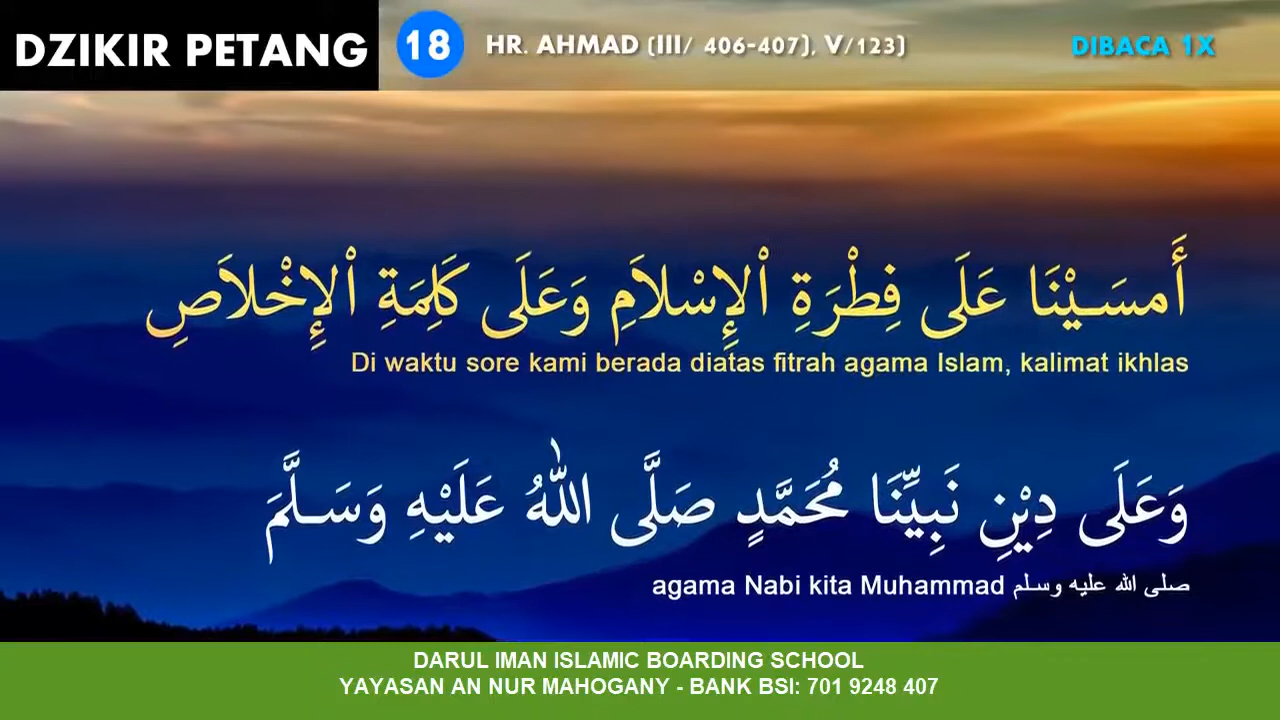 DZIKIR PETANG
18
HR. AHMAD (III/ 406-407), V/123)
DIBACA 1X
أَمسَيْنَا عَلَى فِطْرَةِ اْلإِسْلاَمِ وَعَلَى كَلِمَةِ اْلإِخْلاَصِ
Di waktu sore kami berada diatas fitrah agama Islam, kalimat ikhlas
وَعَلَى دِيْنِ نَبِيِّنَا مُحَمَّدٍ صَلَّى اللهُ عَلَيْهِ وَسَلَّمَ
agama Nabi kita Muhammad صلى الله عليه وسلم
DARUL IMAN ISLAMIC BOARDING SCHOOL
YAYASAN AN NUR MAHOGANY - BANK BSI: 701 9248 407